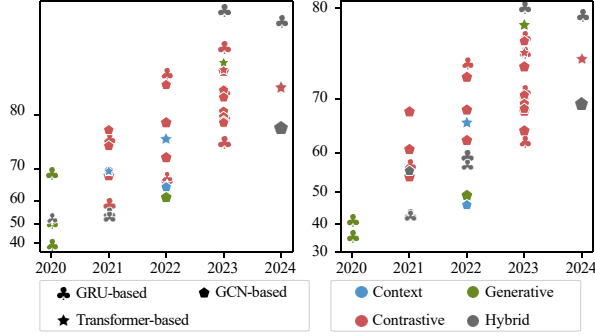 80
70
60
50
40
2020 2021 2022 2023 2024
80
70
60
50
40
30
2020 2021 2022 2023 2024
GRU-based GCN-based
Transformer-based
Context Generative
Contrastive Hybrid